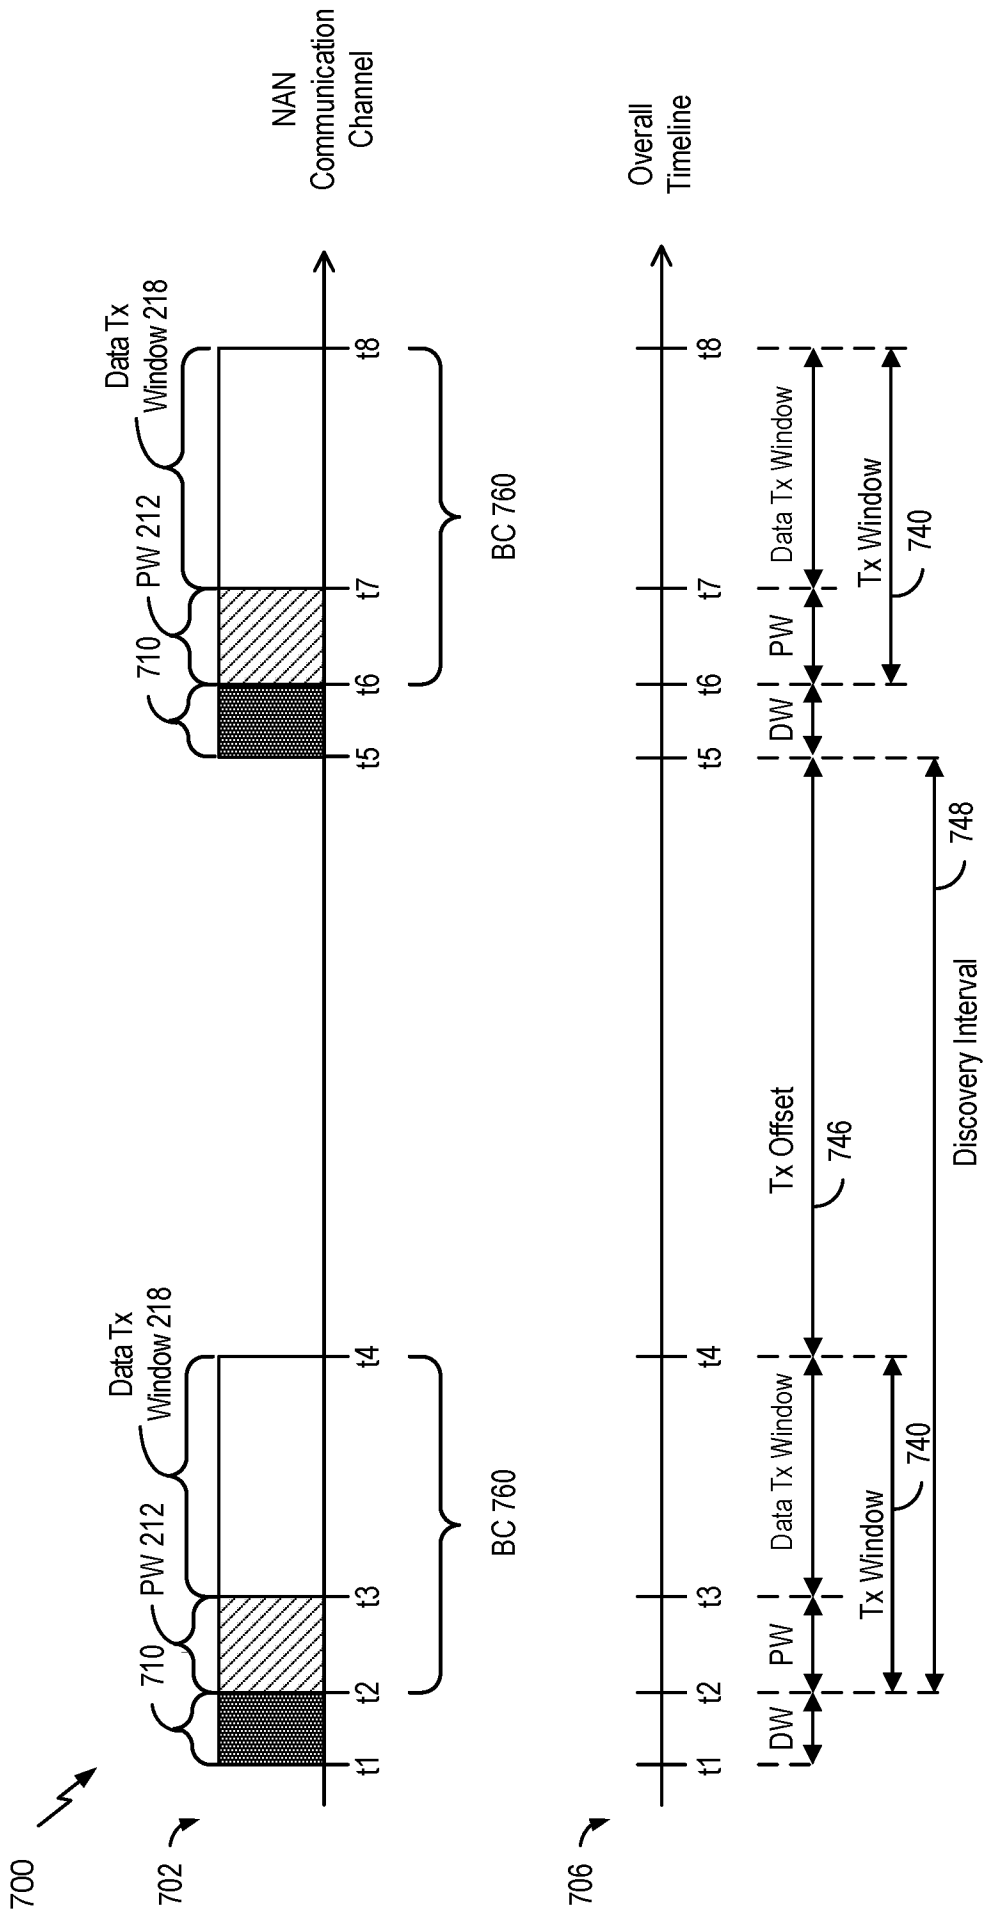 700
702
710
PW 212
Data Tx
Window 218
710
PW 212
Data Tx
Window 218
NAN
Communication
Channel
t1
t2
t3
t4
t5
t6
t7
t8
BC 760
BC 760
706
Overall
Timeline
t1
t2
t3
t4
t5
t6
t7
t8
DW
PW
Data Tx Window
Tx Offset
746
DW
PW
Data Tx Window
Tx Window
740
Tx Window
740
Discovery Interval
748